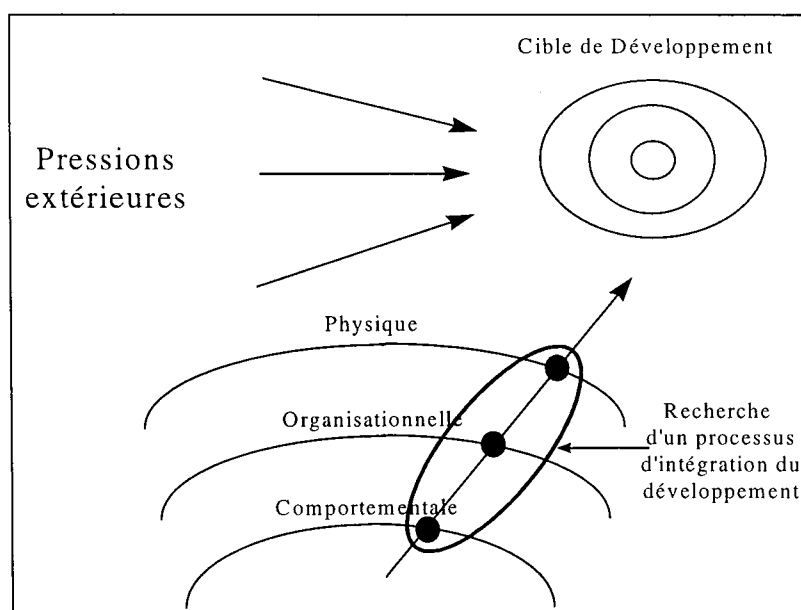 Cible de Développement
Pressions
extérieures
Physique
Organisationnelle
Recherche
d'un processus
d'intégration du
développement
Comportementale